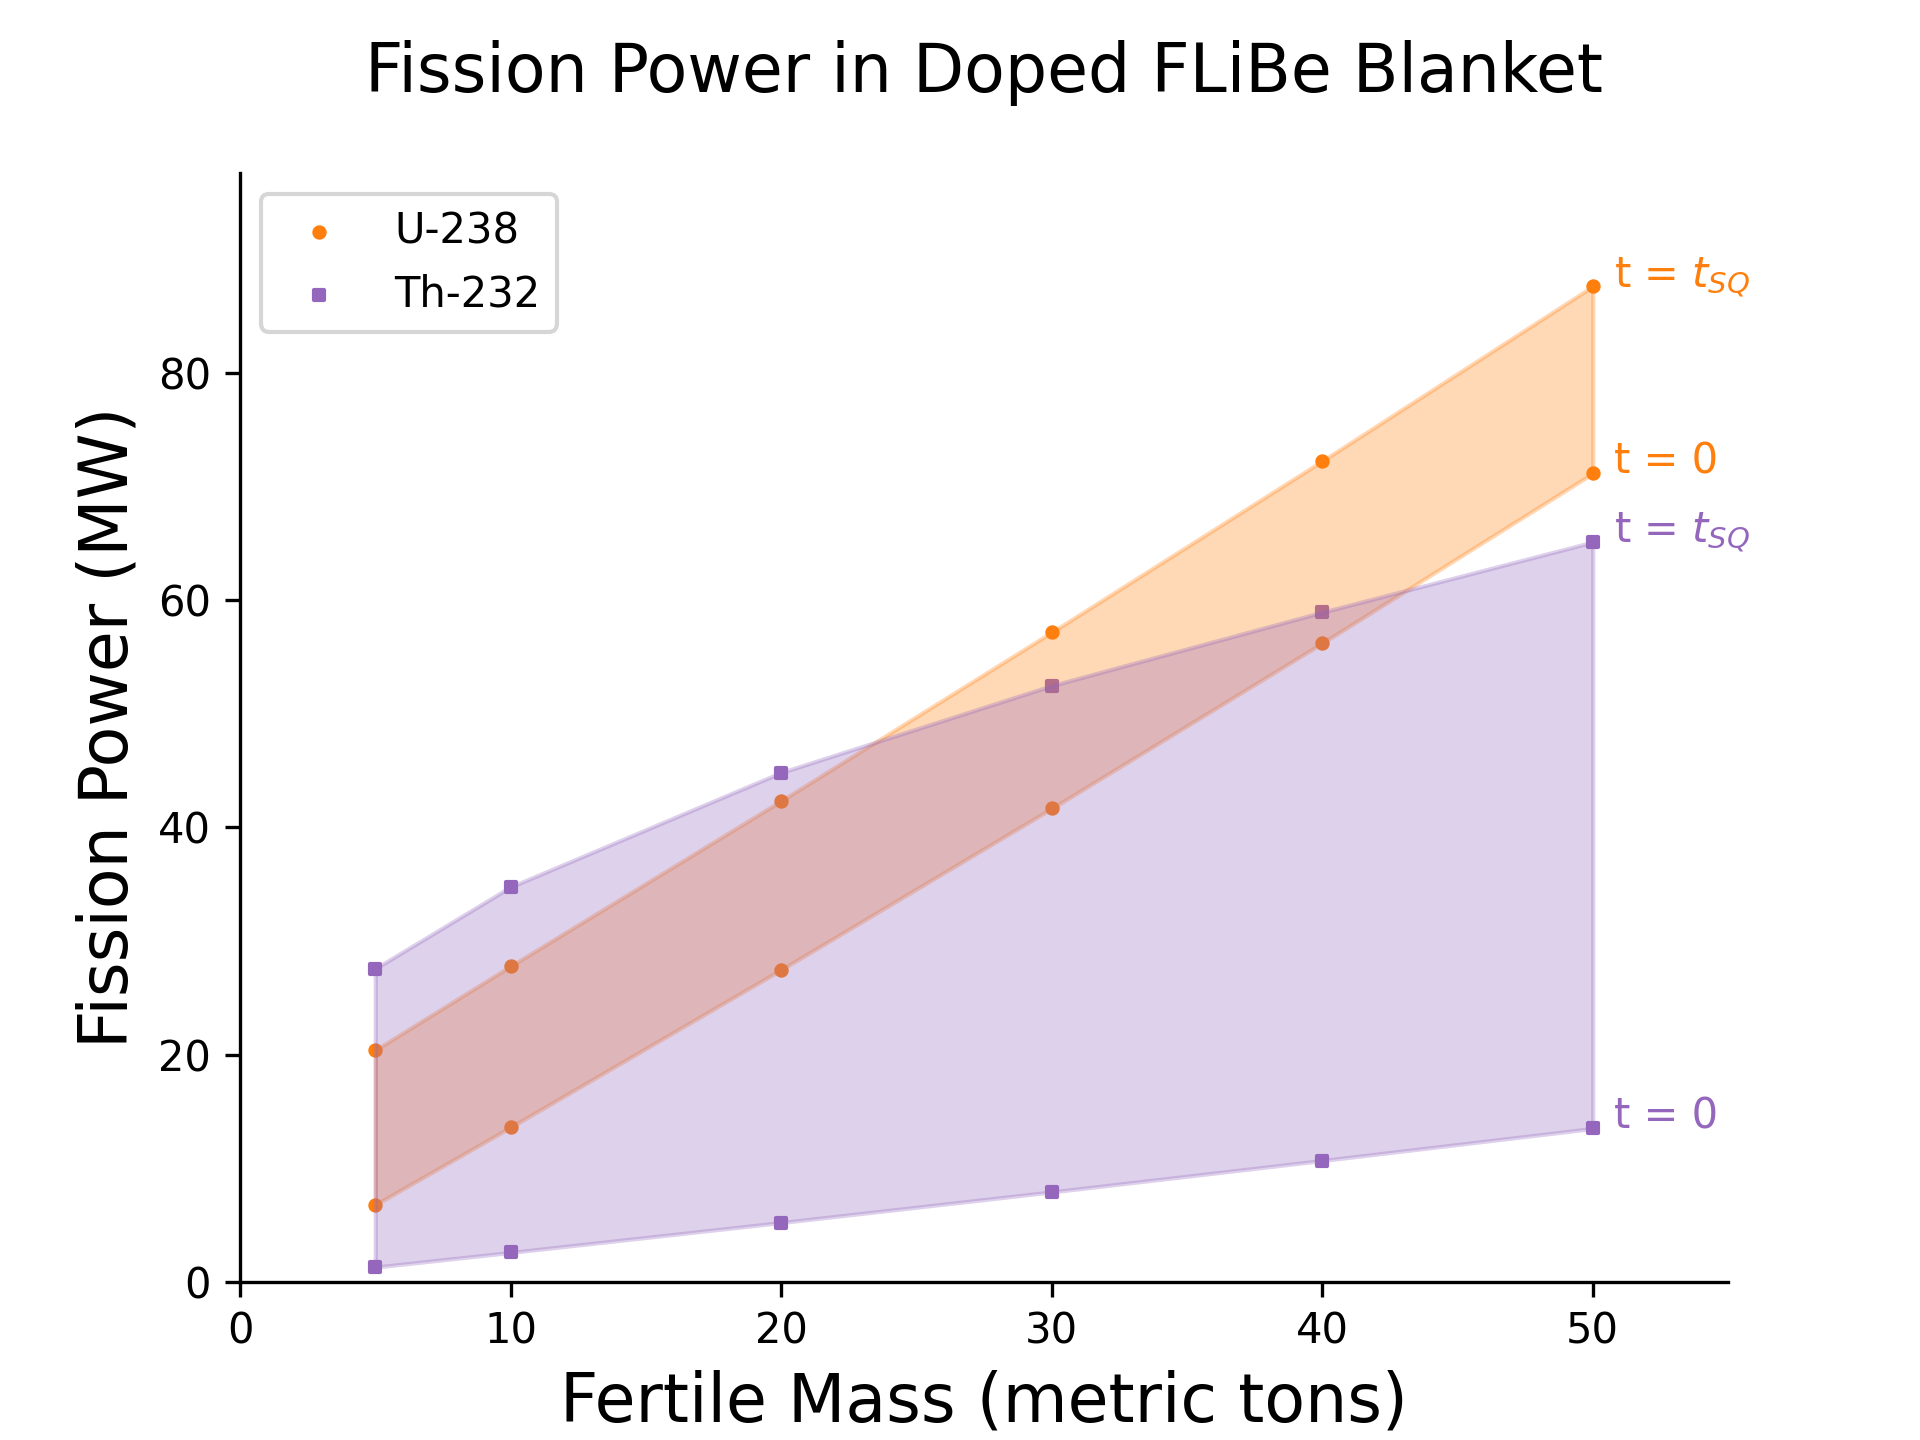 Fission Power in Doped FLiBe Blanket
U-238
Th-232
t = t_SQ
t = 0
t = t_SQ
t = 0
80
60
40
20
0
0 10 20 30 40 50
Fission Power (MW)
Fertile Mass (metric tons)